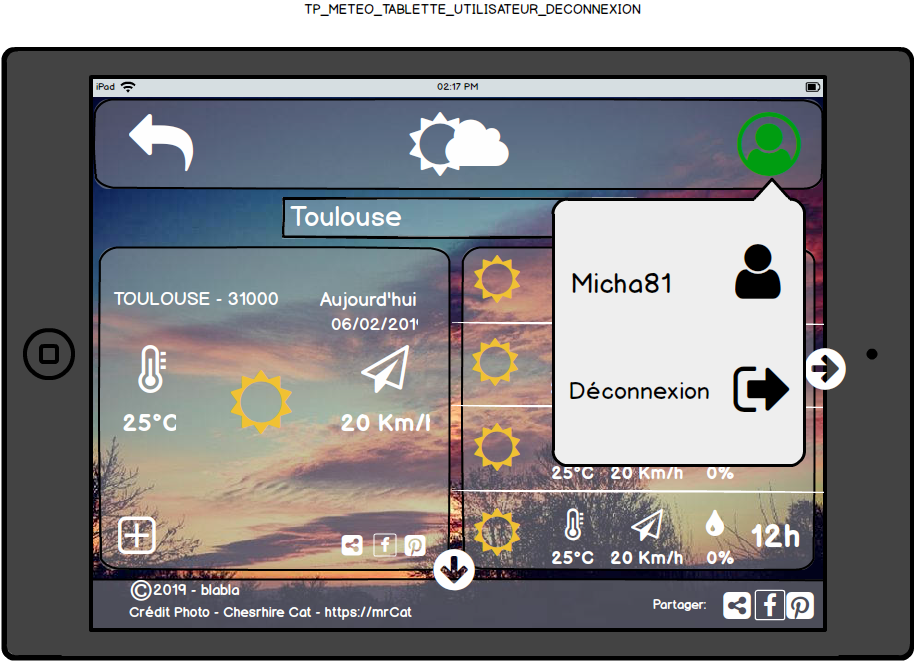 TP_METEO_TABLETTE_UTILISATEUR_DECONNEXION
iPad 02:17 PM
Toulouse
Micha81
Déconnexion
TOULOUSE - 31000 Aujourd'hui
06/02/201
25°C 20 Km/
25°C 20 Km/h 0%
25°C 20 Km/h 0% 12h
©2019 - blabla
Crédit Photo - Chesrhire Cat - https://mrCat
Partager: